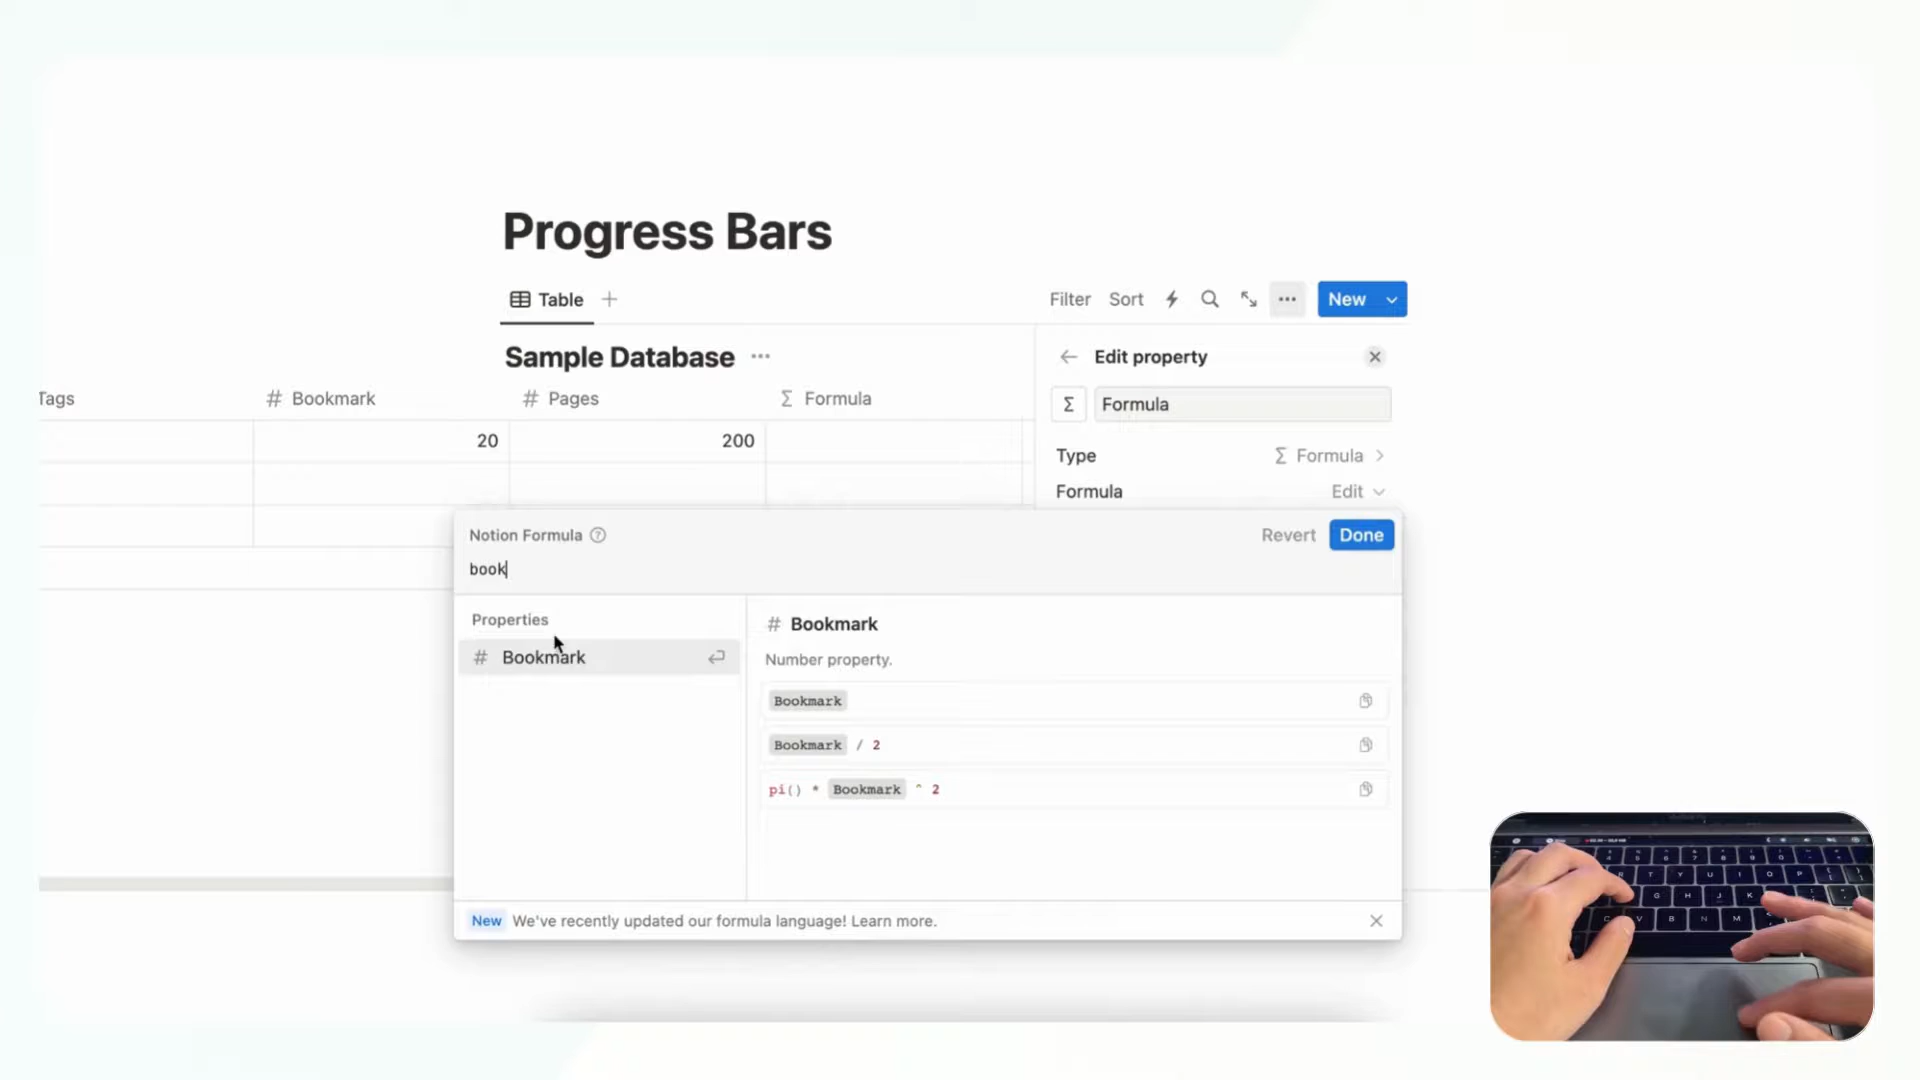 Progress Bars
Table
Filter
Sort
New
Sample Database
Edit property
Tags
# Bookmark
# Pages
Σ Formula
Σ
Formula
20
200
Type
Σ Formula
Formula
Edit
Notion Formula
Revert
Done
book
Properties
# Bookmark
# Bookmark
Number property.
Bookmark
Bookmark / 2
pi() * Bookmark ^ 2
New We've recently updated our formula language! Learn more.